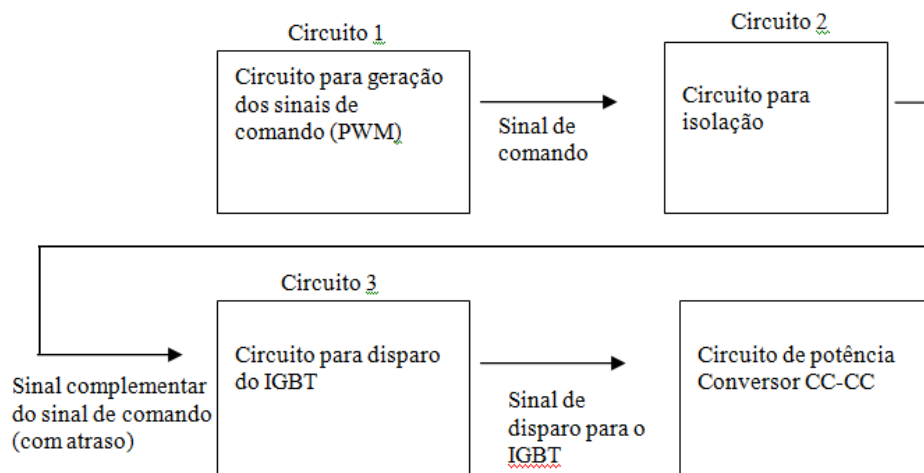 Circuito 1
Circuito para geração
dos sinais de
comando (PWM)
Sinal de
comando
Circuito 2
Circuito para
isolação
Sinal complementar
do sinal de comando
(com atraso)
Circuito 3
Circuito para disparo
do IGBT
Sinal de
disparo para o
IGBT
Circuito de potência
Conversor CC-CC